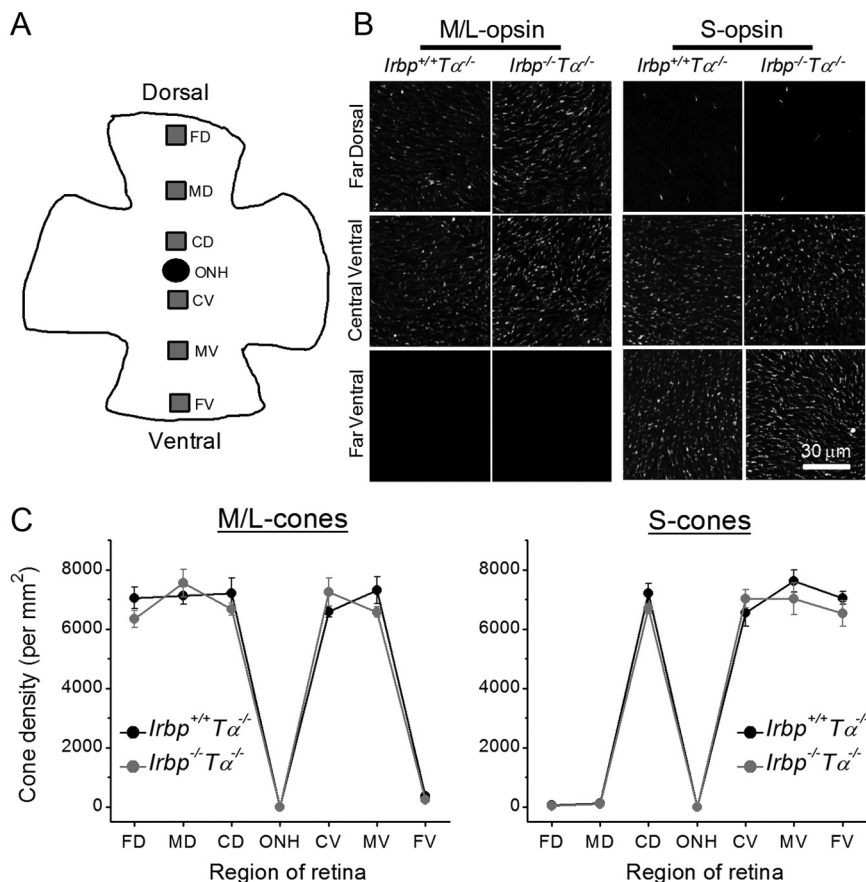 A
Dorsal
FD
MD
CD
ONH
CV
MV
FV
Ventral
B
M/L-opsin
S-opsin
Irbp+/+Tα-/- Irbp-/-Tα-/- Irbp+/+Tα-/- Irbp-/-Tα-/-
Far Dorsal
Central Ventral
Far Ventral
30 μm
C
M/L-cones
Cone density (per mm2)
8000
6000
4000
2000
0
Irbp+/+Tα-/-
Irbp-/-Tα-/-
FD MD CD ONH CV MV FV
Region of retina
S-cones
8000
6000
4000
2000
0
Irbp+/+Tα-/-
Irbp-/-Tα-/-
FD MD CD ONH CV MV FV
Region of retina